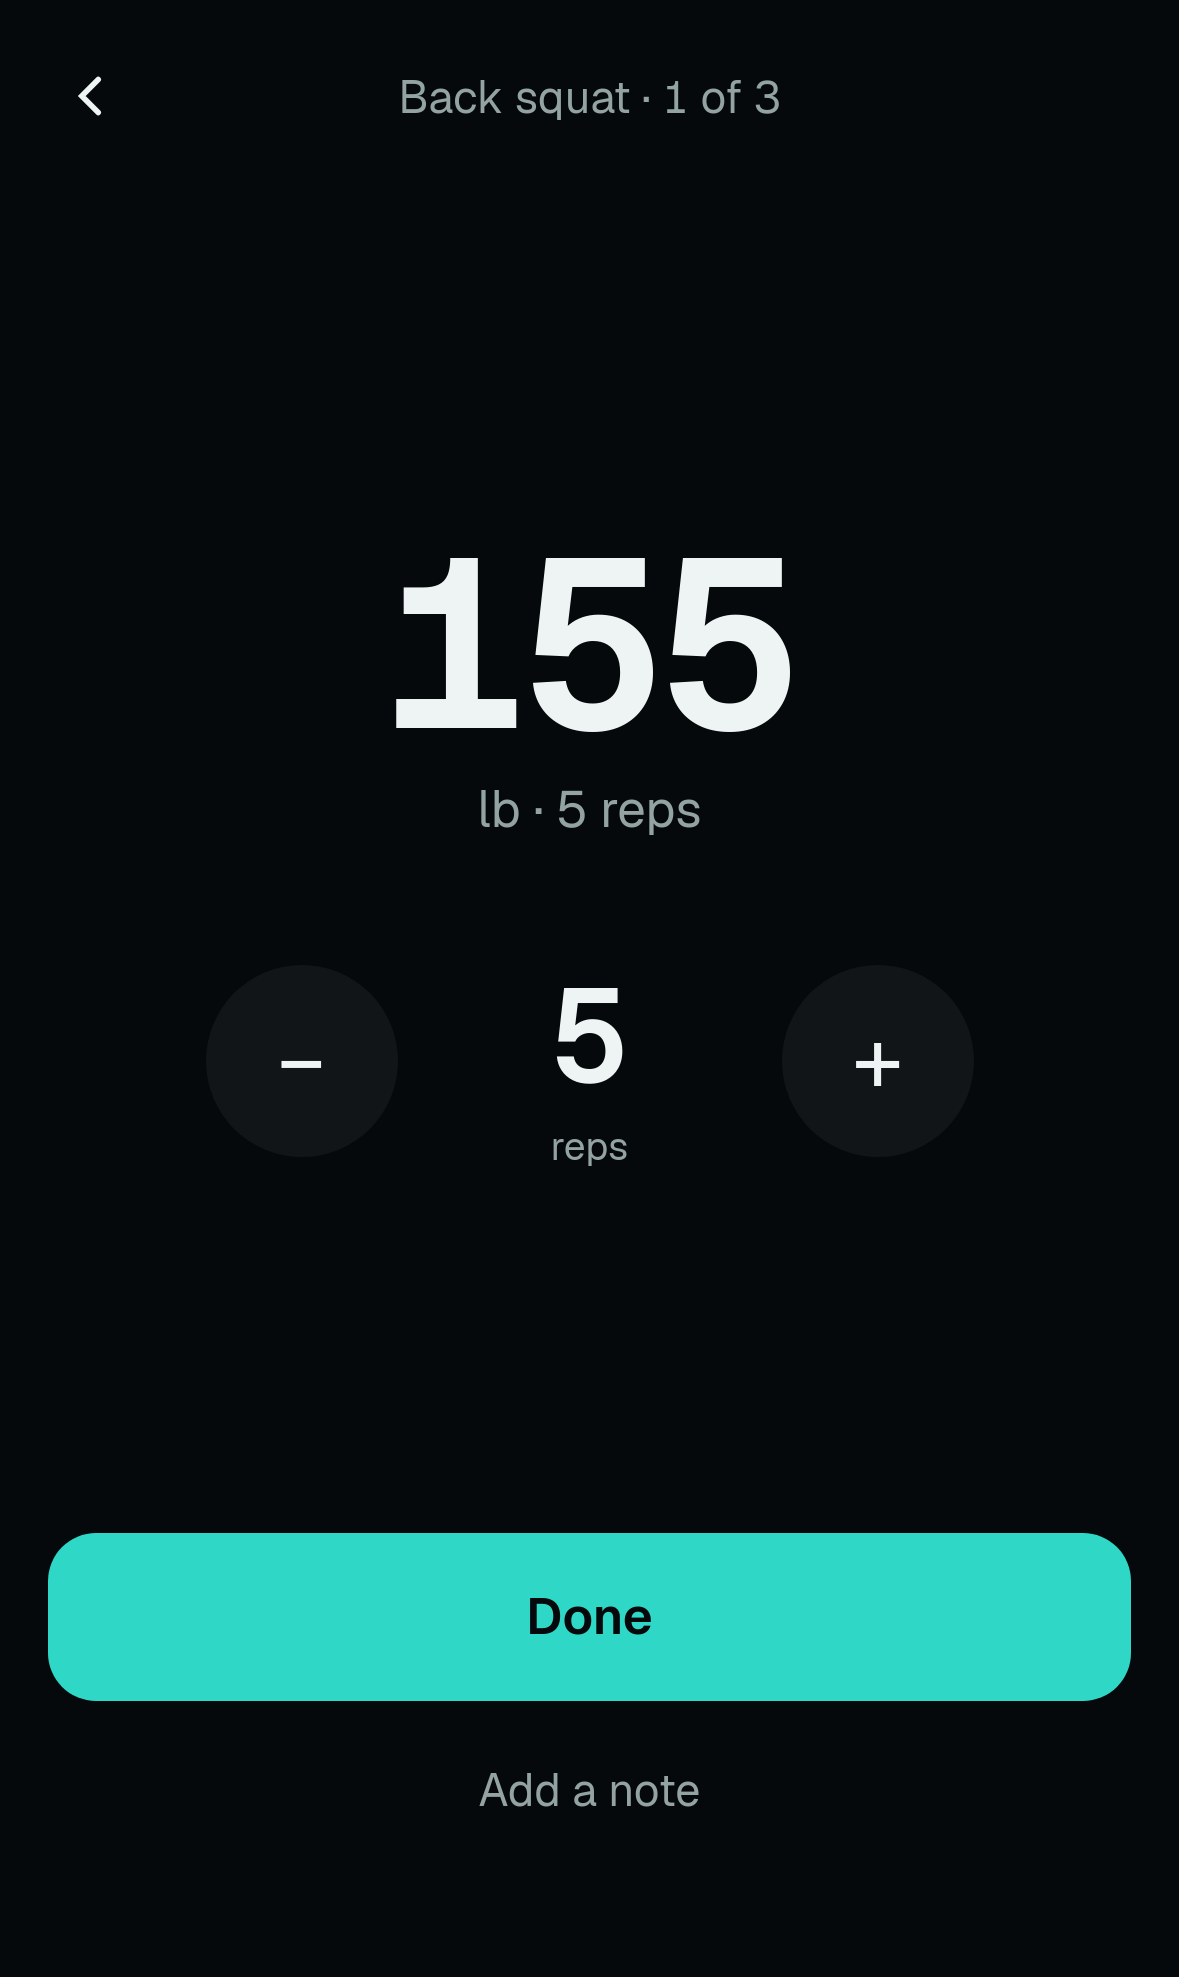 Back squat · 1 of 3
155
lb · 5 reps
− 5 +
reps
Done
Add a note